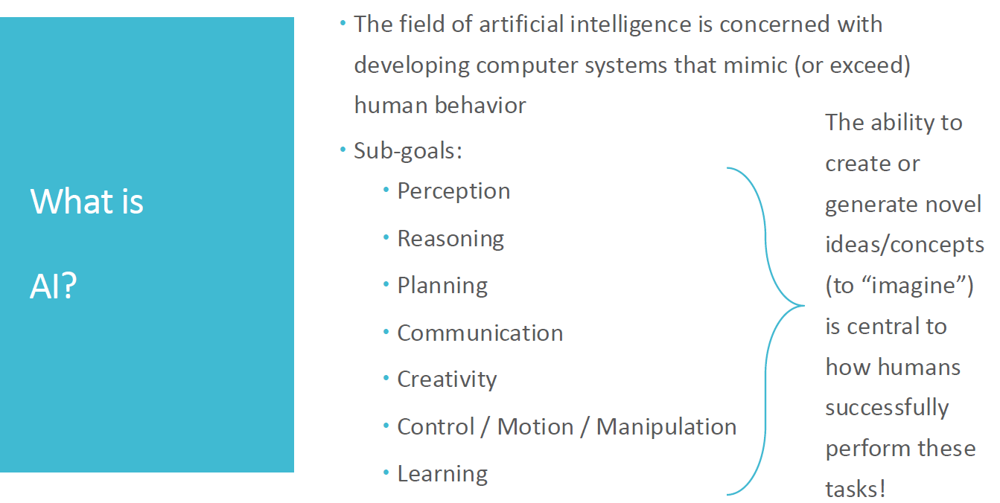 What is
AI?
• The field of artificial intelligence is concerned with
developing computer systems that mimic (or exceed)
human behavior
• Sub-goals:
• Perception
• Reasoning
• Planning
• Communication
• Creativity
• Control / Motion / Manipulation
• Learning
The ability to
create or
generate novel
ideas/concepts
(to “imagine”)
is central to
how humans
successfully
perform these
tasks!